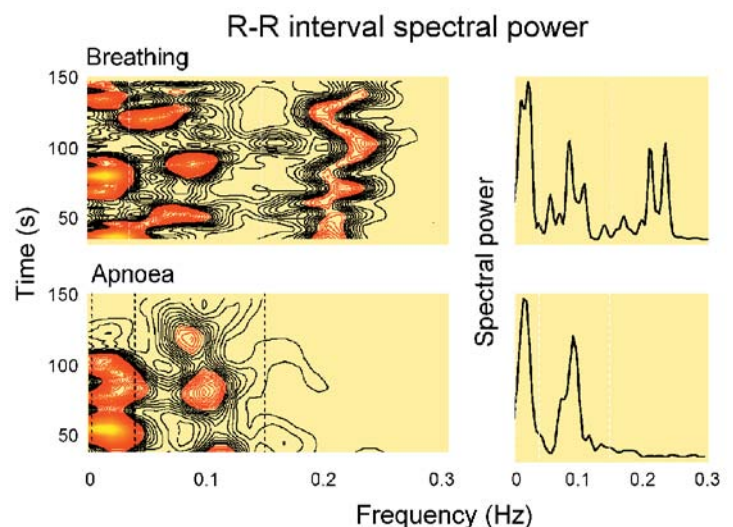 R-R interval spectral power
Breathing
150
100
50
Time (s)
Spectral power
Apnoea
150
100
50
0 0.1 0.2 0.3 0 0.1 0.2 0.3
Frequency (Hz)